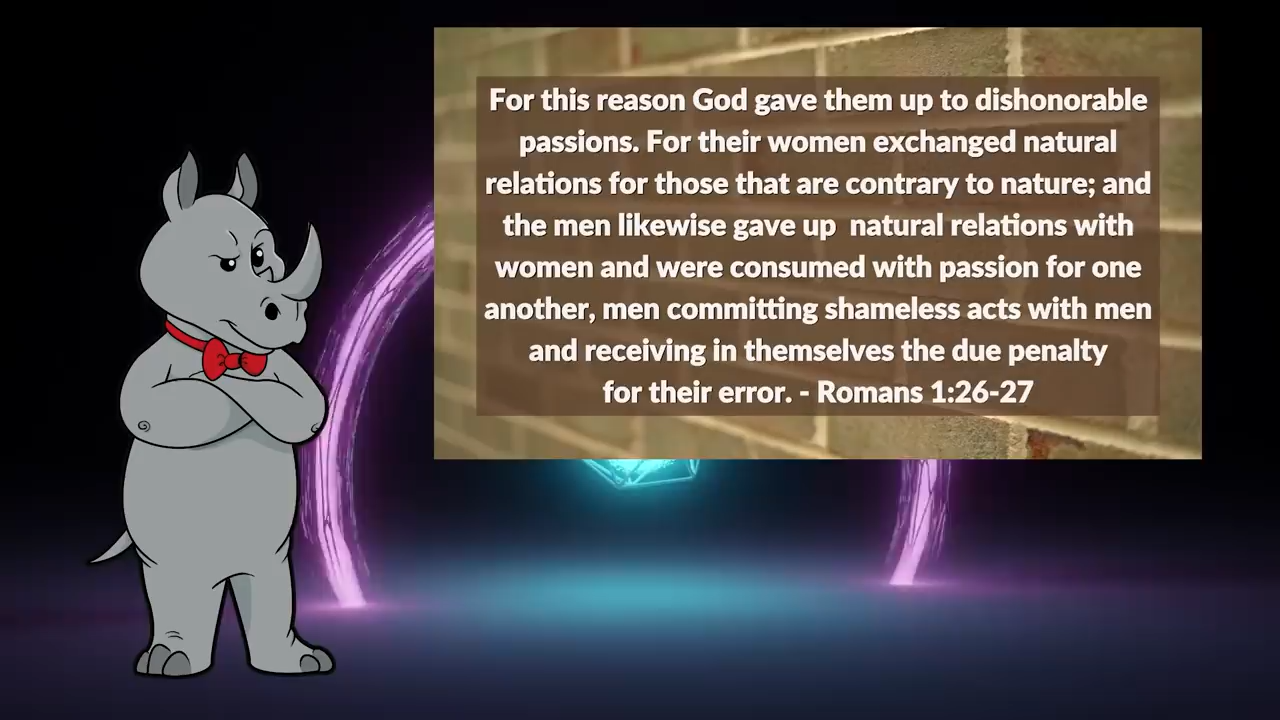 For this reason God gave them up to dishonorable
passions. For their women exchanged natural
relations for those that are contrary to nature; and
the men likewise gave up  natural relations with
women and were consumed with passion for one
another, men committing shameless acts with men
and receiving in themselves the due penalty
for their error. - Romans 1:26-27